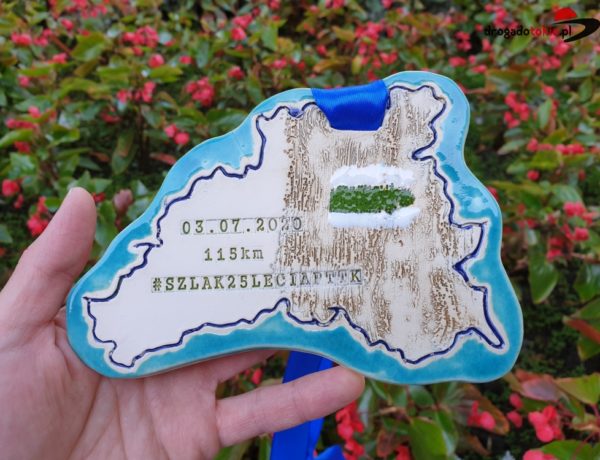 drogadotokio.pl
03.07.2020
115km
#SZLAK25LECIAPTTK